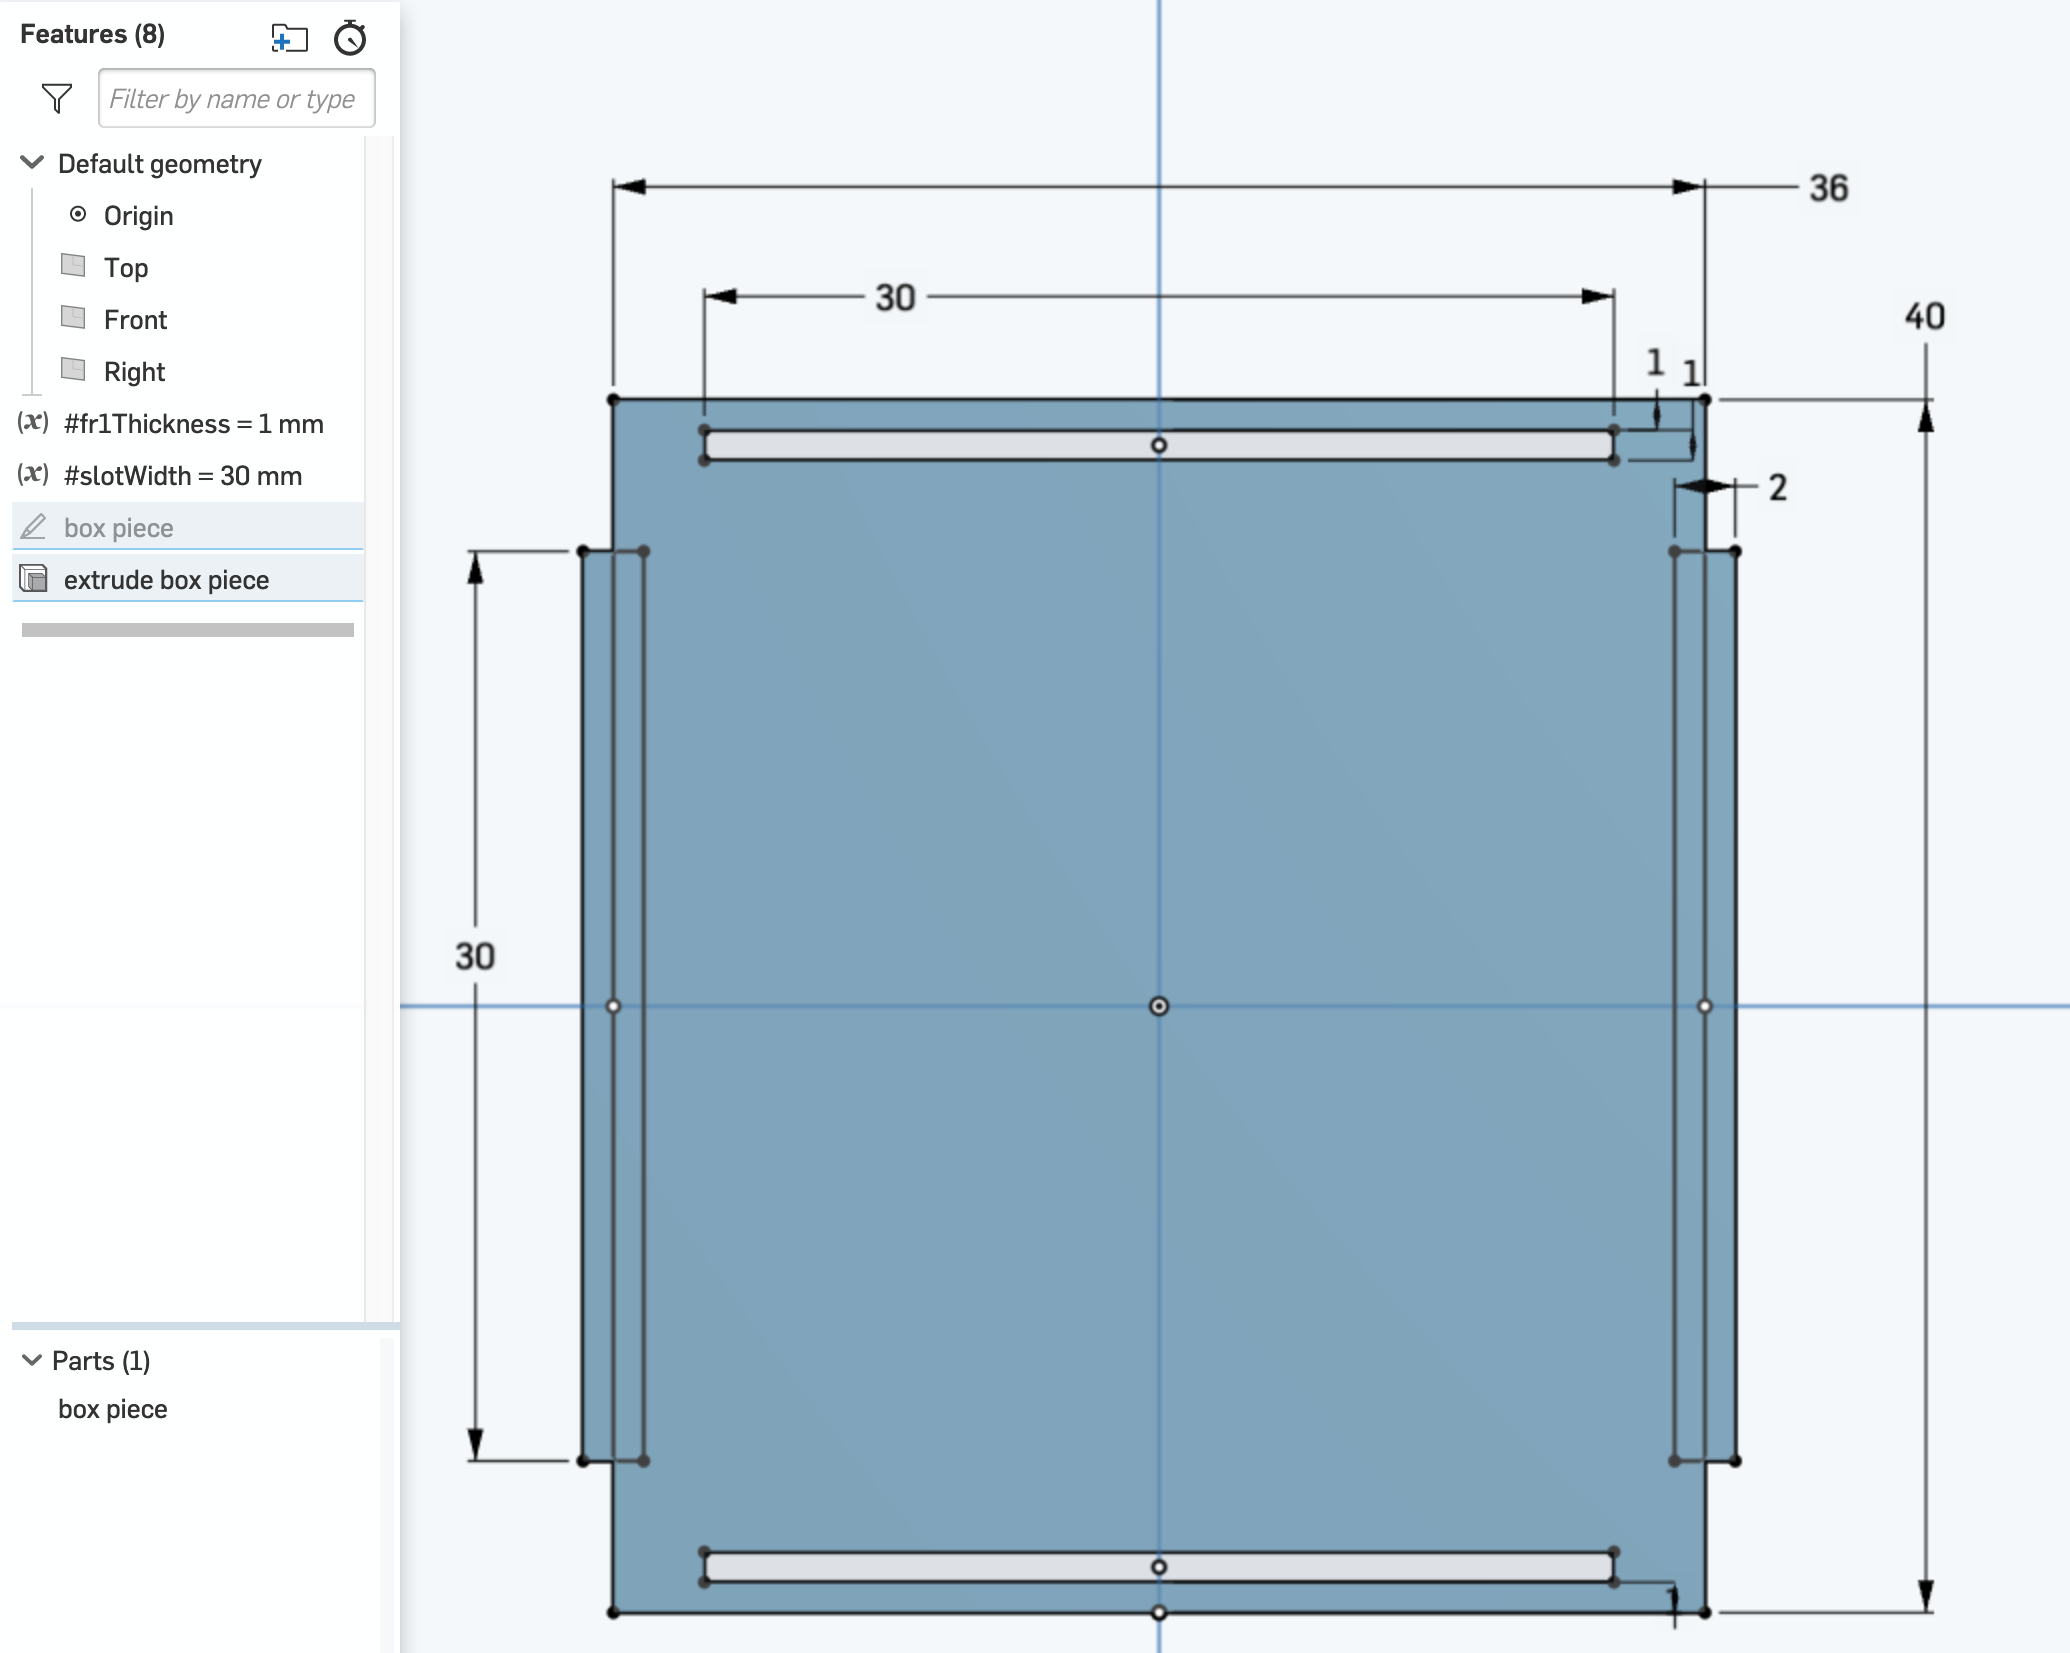 Features (8)
Filter by name or type
Default geometry
Origin
Top
Front
Right
(x) #fr1Thickness = 1 mm
(x) #slotWidth = 30 mm
box piece
extrude box piece
Parts (1)
box piece
36
30
40
1 1
2
30
1